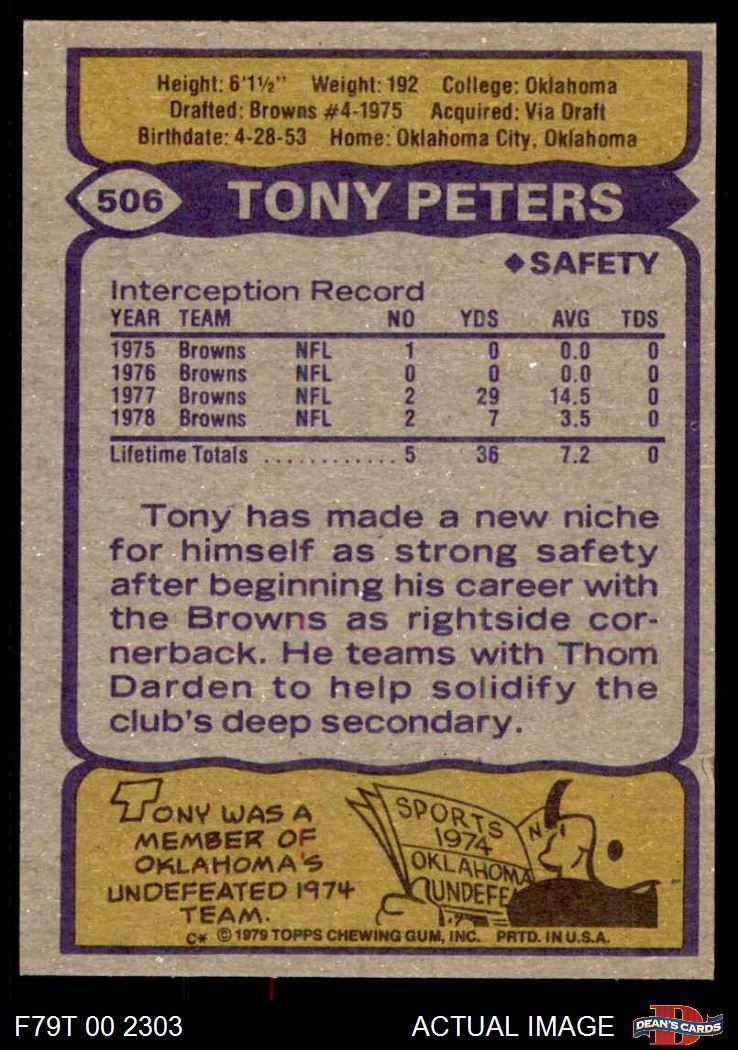 Height: 6'1½" Weight: 192 College: Oklahoma
Drafted: Browns #4-1975 Acquired: Via Draft
Birthdate: 4-28-53 Home: Oklahoma City, Oklahoma
506 TONY PETERS
◆SAFETY
Interception Record
YEAR TEAM NO YDS AVG TDS
1975 Browns NFL 1 0 0.0 0
1976 Browns NFL 0 0 0.0 0
1977 Browns NFL 2 29 14.5 0
1978 Browns NFL 2 7 3.5 0
Lifetime Totals ............ 5 36 7.2 0
Tony has made a new niche
for himself as strong safety
after beginning his career with
the Browns as rightside cor-
nerback. He teams with Thom
Darden to help solidify the
club's deep secondary.
TONY WAS A
MEMBER OF
OKLAHOMA'S
UNDEFEATED 1974
TEAM.
SPORTS
1974
OKLAHOMA
UNDEFE
N
C* © 1979 TOPPS CHEWING GUM, INC. PRTD. IN U.S.A.
F79T 00 2303 ACTUAL IMAGE D DEAN'S CARDS